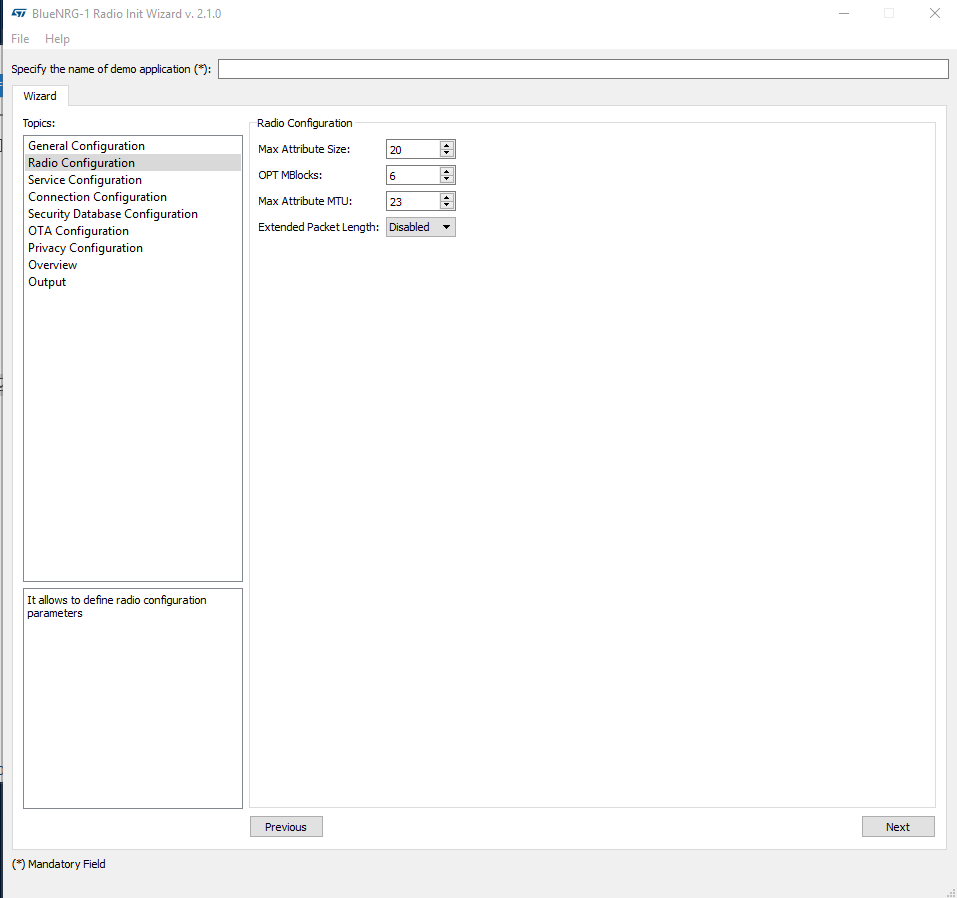 BlueNRG-1 Radio Init Wizard v. 2.1.0
File Help
Specify the name of demo application (*):
Wizard
Topics:
General Configuration
Radio Configuration
Service Configuration
Connection Configuration
Security Database Configuration
OTA Configuration
Privacy Configuration
Overview
Output
It allows to define radio configuration
parameters
Radio Configuration
Max Attribute Size: 20
OPT MBlocks: 6
Max Attribute MTU: 23
Extended Packet Length: Disabled
Previous Next
(*) Mandatory Field